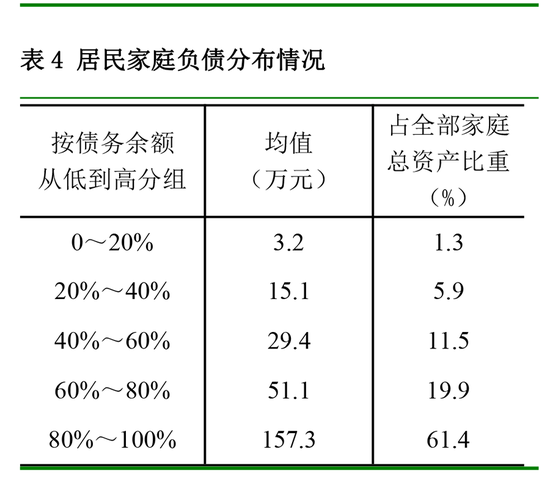 表4 居民家庭负债分布情况
按债务余额 均值 占全部家庭
从低到高分组 （万元） 总资产比重
（%）
0～20% 3.2 1.3
20%～40% 15.1 5.9
40%～60% 29.4 11.5
60%～80% 51.1 19.9
80%～100% 157.3 61.4